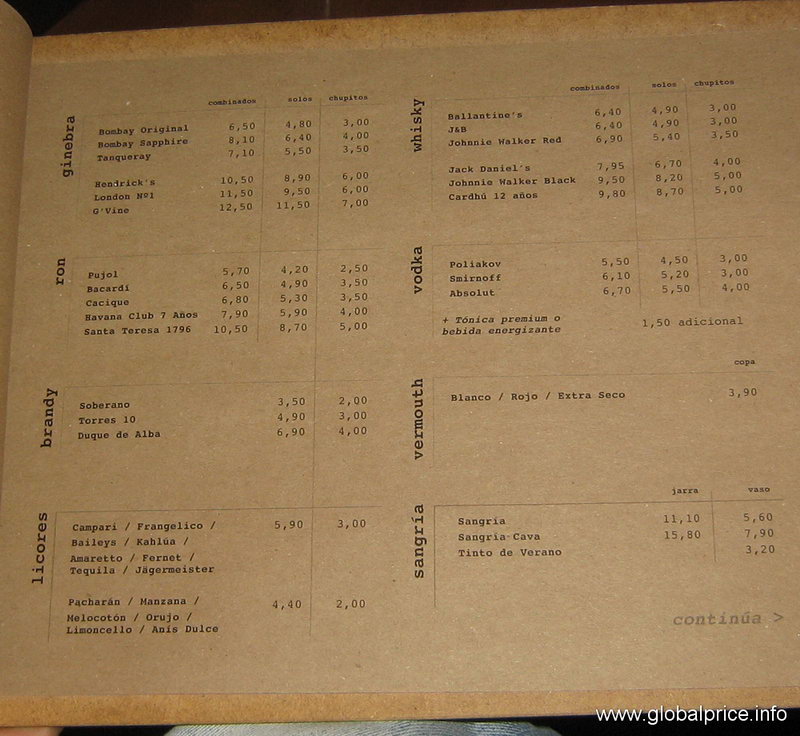 ginebra
combinados solos chupitos
Bombay Original 6,50 4,80 3,00
Bombay Sapphire 8,10 6,40 4,00
Tanqueray 7,10 5,50 3,50
Hendrick's 10,50 8,90 6,00
London Nº1 11,50 9,50 6,00
G'Vine 12,50 11,50 7,00
ron
Pujol 5,70 4,20 2,50
Bacardí 6,50 4,90 3,50
Cacique 6,80 5,30 3,50
Havana Club 7 Años 7,90 5,90 4,00
Santa Teresa 1796 10,50 8,70 5,00
brandy
Soberano 3,50 2,00
Torres 10 4,90 3,00
Duque de Alba 6,90 4,00
licores
Campari / Frangelico / 5,90 3,00
Baileys / Kahlúa /
Amaretto / Fernet /
Tequila / Jägermeister
Pacharán / Manzana / 4,40 2,00
Melocotón / Orujo /
Limoncello / Anís Dulce
whisky
combinados solos chupitos
Ballantine's 6,40 4,90 3,00
J&B 6,40 4,90 3,00
Johnnie Walker Red 6,90 5,40 3,50
Jack Daniel's 7,95 6,70 4,00
Johnnie Walker Black 9,50 8,20 5,00
Cardhú 12 años 9,80 8,70 5,00
vodka
Poliakov 5,50 4,50 3,00
Smirnoff 6,10 5,20 3,00
Absolut 6,70 5,50 4,00
+ Tónica premium o 1,50 adicional
bebida energizante
vermouth
copa
Blanco / Rojo / Extra Seco 3,90
sangría
jarra vaso
Sangría 11,10 5,60
Sangría Cava 15,80 7,90
Tinto de Verano 3,20
continúa >
www.globalprice.info